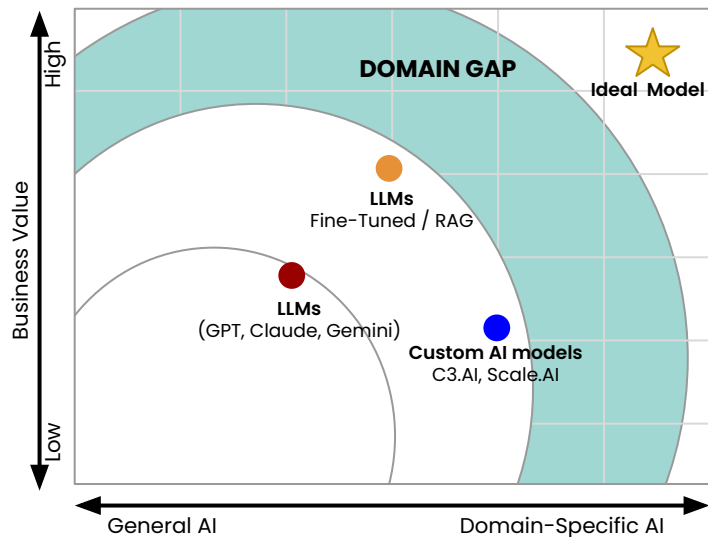 High
DOMAIN GAP
Ideal Model
LLMs
Fine-Tuned / RAG
Business Value
LLMs
(GPT, Claude, Gemini)
Custom AI models
C3.AI, Scale.AI
Low
General AI
Domain-Specific AI